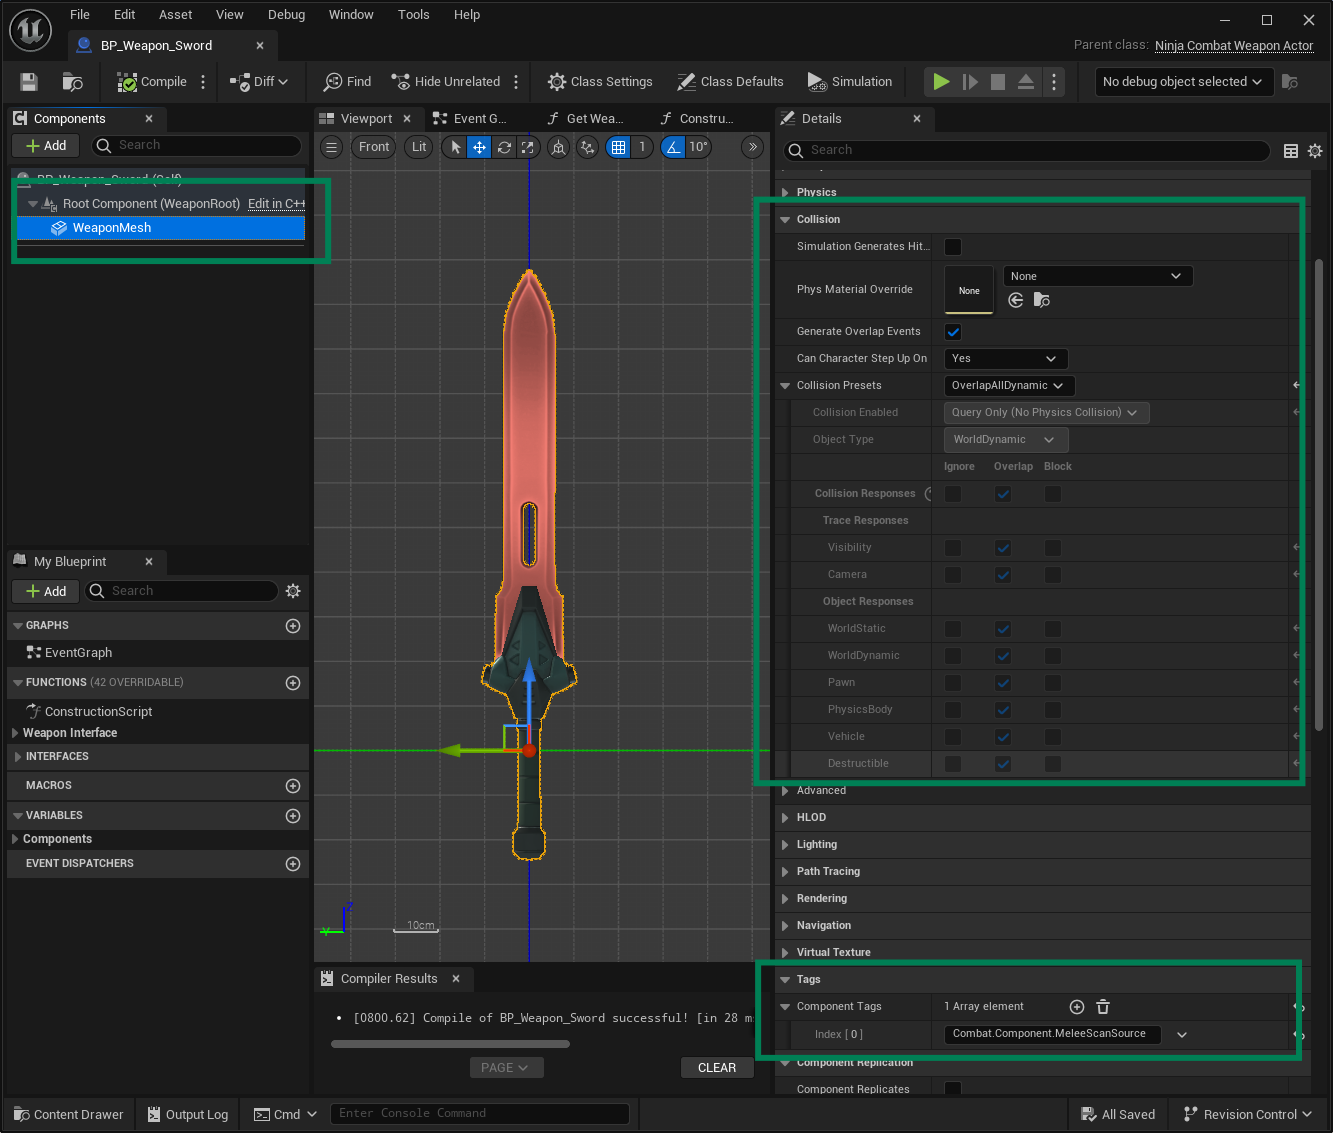 File Edit Asset View Debug Window Tools Help
BP_Weapon_Sword
Parent class: Ninja Combat Weapon Actor
Compile Diff Find Hide Unrelated Class Settings Class Defaults Simulation No debug object selected
Components
Add Search
BP_Weapon_Sword (Self)
Root Component (WeaponRoot) Edit in C++
WeaponMesh
My Blueprint
Add Search
GRAPHS
EventGraph
FUNCTIONS (42 OVERRIDABLE)
ConstructionScript
Weapon Interface
INTERFACES
MACROS
VARIABLES
Components
EVENT DISPATCHERS
Viewport Event G... Get Wea... Constru...
Front Lit 1 10°
Z
Y
10cm
Compiler Results
[0800.62] Compile of BP_Weapon_Sword successful! [in 28 m
PAGE CLEAR
Details
Search
Physics
Collision
Simulation Generates Hit...
Phys Material Override None None
Generate Overlap Events
Can Character Step Up On Yes
Collision Presets OverlapAllDynamic
Collision Enabled Query Only (No Physics Collision)
Object Type WorldDynamic
Ignore Overlap Block
Collision Responses
Trace Responses
Visibility
Camera
Object Responses
WorldStatic
WorldDynamic
Pawn
PhysicsBody
Vehicle
Destructible
Advanced
HLOD
Lighting
Path Tracing
Rendering
Navigation
Virtual Texture
Tags
Component Tags 1 Array element
Index [ 0 ] Combat.Component.MeleeScanSource
Component Replication
Component Replicates
Content Drawer Output Log Cmd Enter Console Command All Saved Revision Control